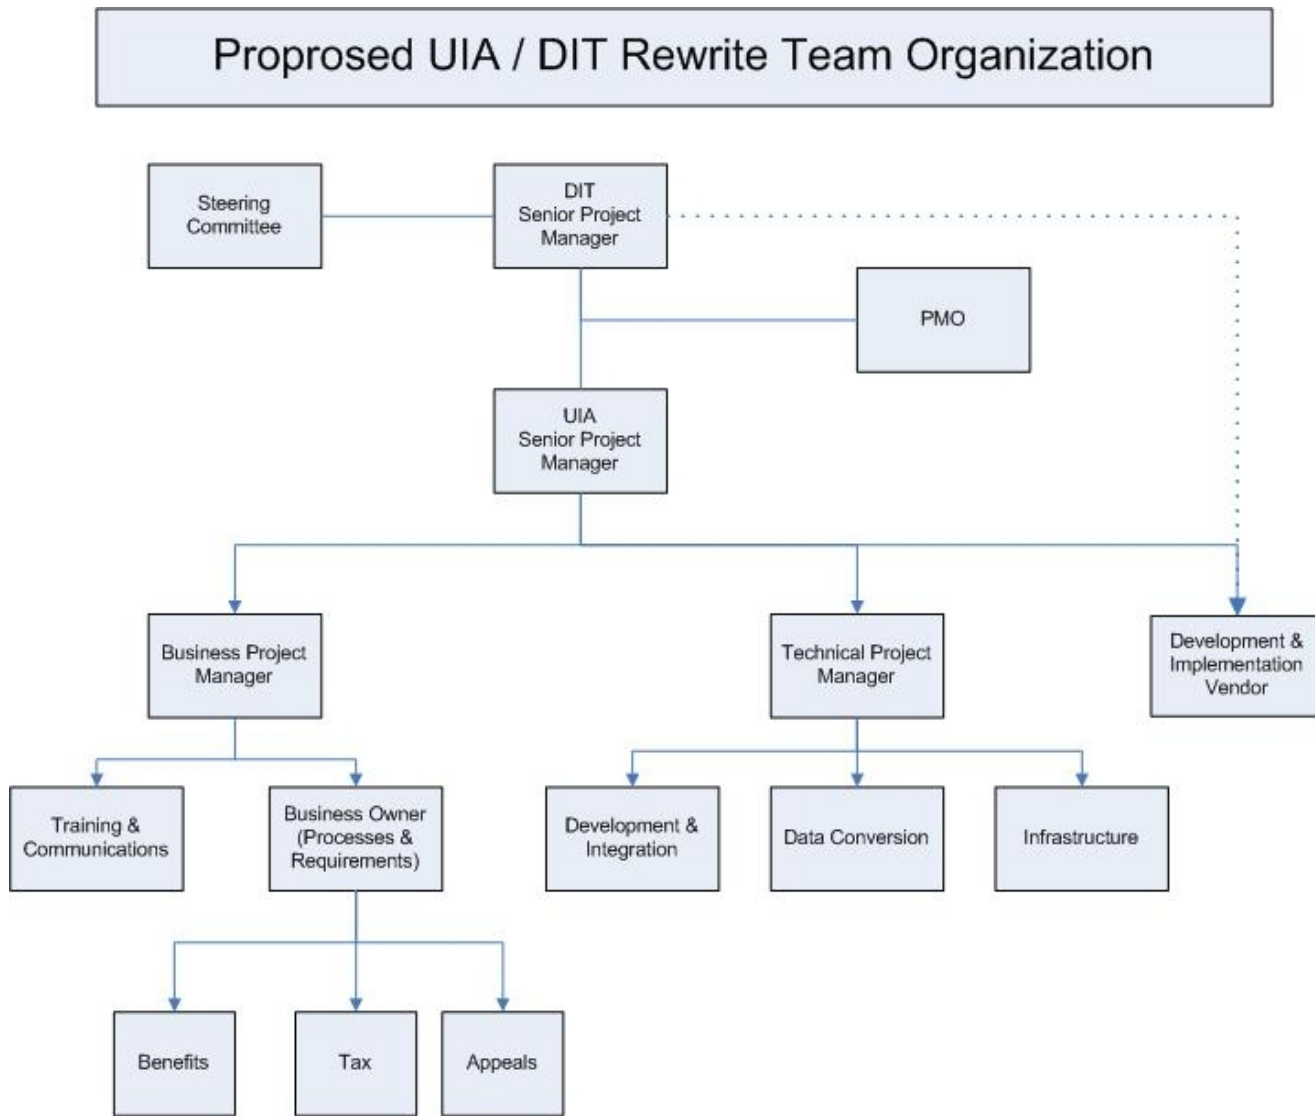 Proprosed UIA / DIT Rewrite Team Organization
Steering
Committee
DIT
Senior Project
Manager
PMO
UIA
Senior Project
Manager
Business Project
Manager
Technical Project
Manager
Development &
Implementation
Vendor
Training &
Communications
Business Owner
(Processes &
Requirements)
Development &
Integration
Data Conversion
Infrastructure
Benefits
Tax
Appeals